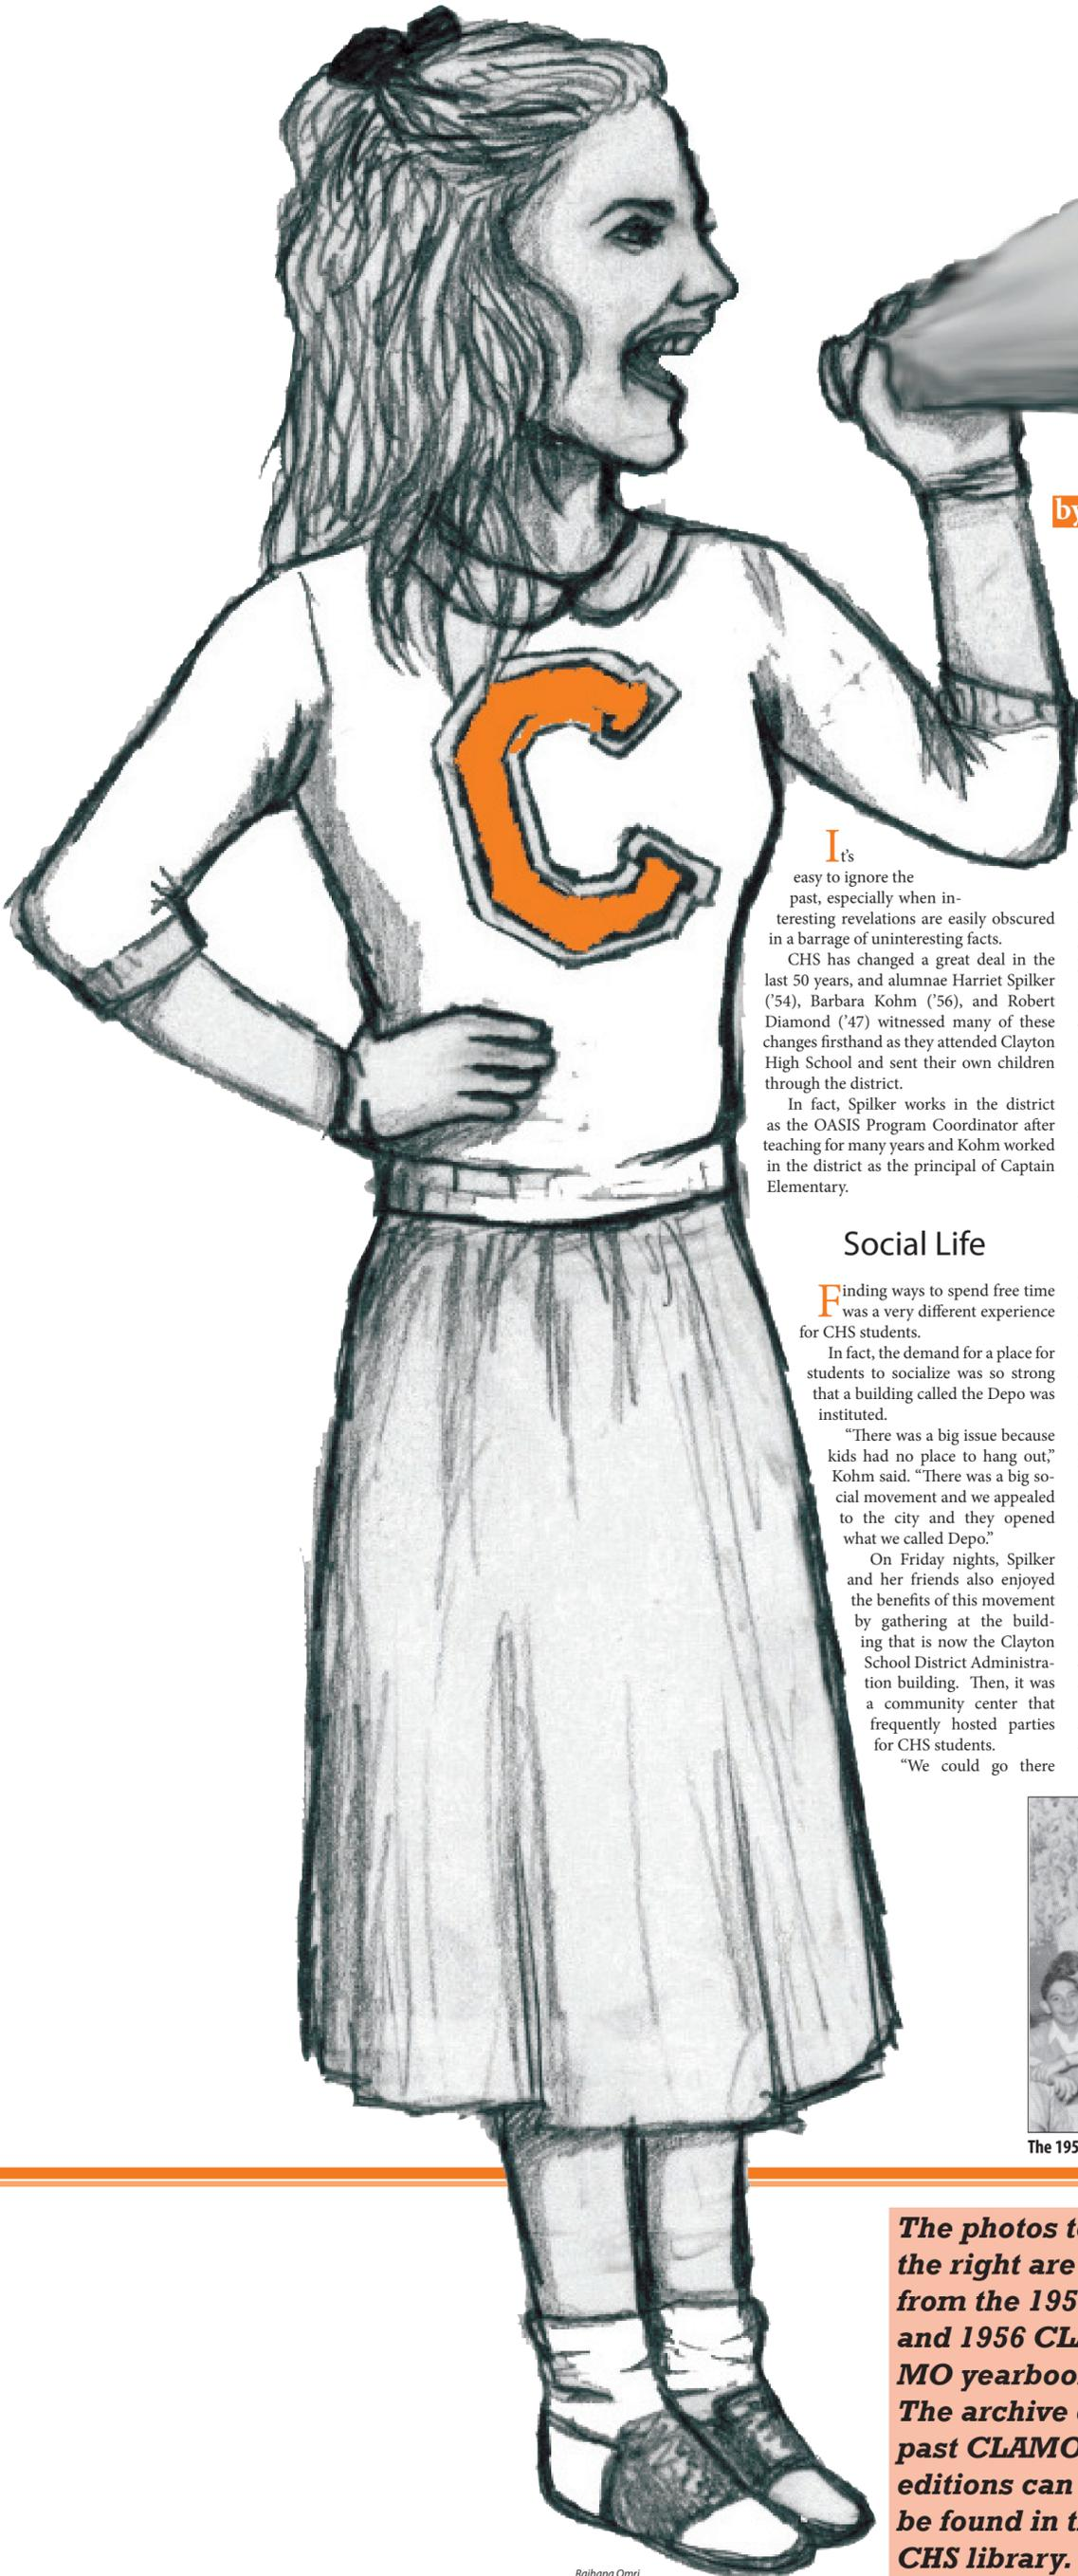 C
by
It's
easy to ignore the
past, especially when in-
teresting revelations are easily obscured
in a barrage of uninteresting facts.
CHS has changed a great deal in the
last 50 years, and alumnae Harriet Spilker
('54), Barbara Kohm ('56), and Robert
Diamond ('47) witnessed many of these
changes firsthand as they attended Clayton
High School and sent their own children
through the district.
In fact, Spilker works in the district
as the OASIS Program Coordinator after
teaching for many years and Kohm worked
in the district as the principal of Captain
Elementary.
Social Life
Finding ways to spend free time
was a very different experience
for CHS students.
In fact, the demand for a place for
students to socialize was so strong
that a building called the Depo was
instituted.
“There was a big issue because
kids had no place to hang out,”
Kohm said. “There was a big so-
cial movement and we appealed
to the city and they opened
what we called Depo.”
On Friday nights, Spilker
and her friends also enjoyed
the benefits of this movement
by gathering at the build-
ing that is now the Clayton
School District Administra-
tion building. Then, it was
a community center that
frequently hosted parties
for CHS students.
“We could go there
The 195
The photos t
the right are
from the 195
and 1956 CL
MO yearboo
The archive
past CLAMO
editions can
be found in t
CHS library.
Raihana Omri